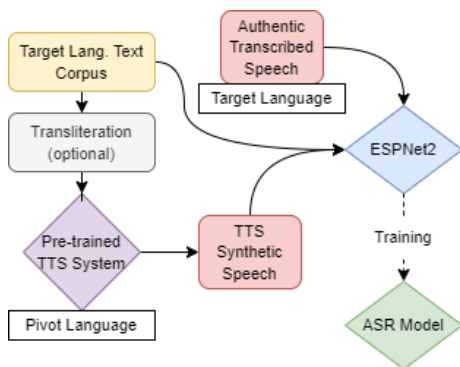 Target Lang. Text
Corpus
Authentic
Transcribed
Speech
Target Language
Transliteration
(optional)
ESPNet2
Pre-trained
TTS System
TTS
Synthetic
Speech
Training
Pivot Language
ASR Model